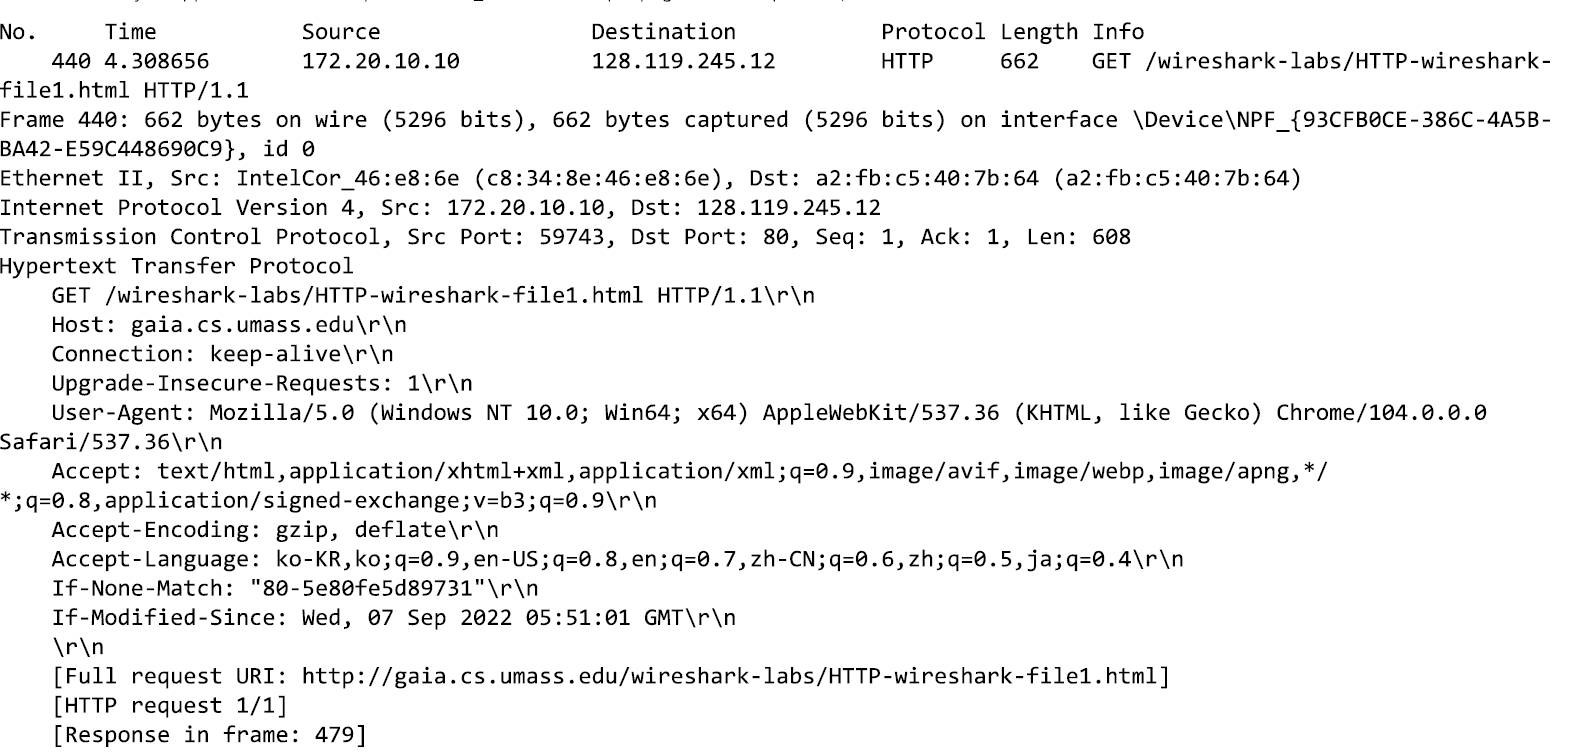 No.     Time           Source                Destination           Protocol Length Info
    440 4.308656       172.20.10.10          128.119.245.12        HTTP     662    GET /wireshark-labs/HTTP-wireshark-
file1.html HTTP/1.1
Frame 440: 662 bytes on wire (5296 bits), 662 bytes captured (5296 bits) on interface \Device\NPF_{93CFB0CE-386C-4A5B-
BA42-E59C448690C9}, id 0
Ethernet II, Src: IntelCor_46:e8:6e (c8:34:8e:46:e8:6e), Dst: a2:fb:c5:40:7b:64 (a2:fb:c5:40:7b:64)
Internet Protocol Version 4, Src: 172.20.10.10, Dst: 128.119.245.12
Transmission Control Protocol, Src Port: 59743, Dst Port: 80, Seq: 1, Ack: 1, Len: 608
Hypertext Transfer Protocol
    GET /wireshark-labs/HTTP-wireshark-file1.html HTTP/1.1\r\n
    Host: gaia.cs.umass.edu\r\n
    Connection: keep-alive\r\n
    Upgrade-Insecure-Requests: 1\r\n
    User-Agent: Mozilla/5.0 (Windows NT 10.0; Win64; x64) AppleWebKit/537.36 (KHTML, like Gecko) Chrome/104.0.0.0
Safari/537.36\r\n
    Accept: text/html,application/xhtml+xml,application/xml;q=0.9,image/avif,image/webp,image/apng,*/
*;q=0.8,application/signed-exchange;v=b3;q=0.9\r\n
    Accept-Encoding: gzip, deflate\r\n
    Accept-Language: ko-KR,ko;q=0.9,en-US;q=0.8,en;q=0.7,zh-CN;q=0.6,zh;q=0.5,ja;q=0.4\r\n
    If-None-Match: "80-5e80fe5d89731"\r\n
    If-Modified-Since: Wed, 07 Sep 2022 05:51:01 GMT\r\n
    \r\n
    [Full request URI: http://gaia.cs.umass.edu/wireshark-labs/HTTP-wireshark-file1.html]
    [HTTP request 1/1]
    [Response in frame: 479]